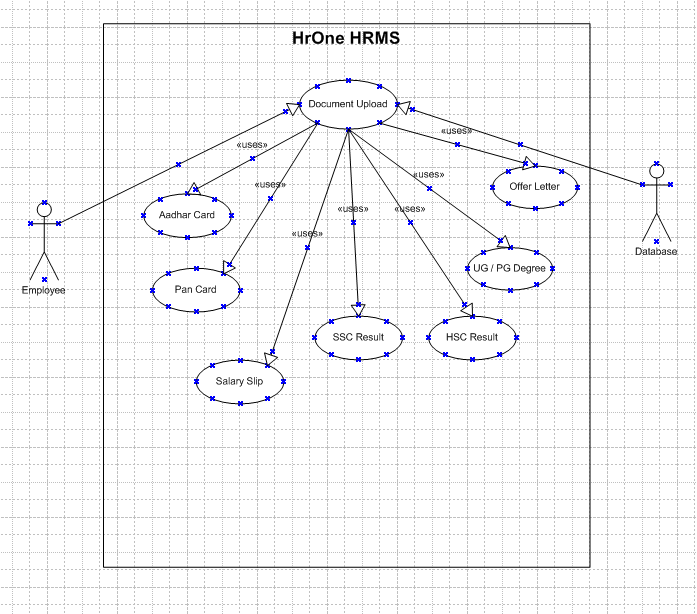 HrOne HRMS
Document Upload
«uses»
«uses»
«uses»
«uses»
«uses»
«uses»
«uses»
Offer Letter
Aadhar Card
Employee
Database
UG / PG Degree
Pan Card
SSC Result
HSC Result
Salary Slip